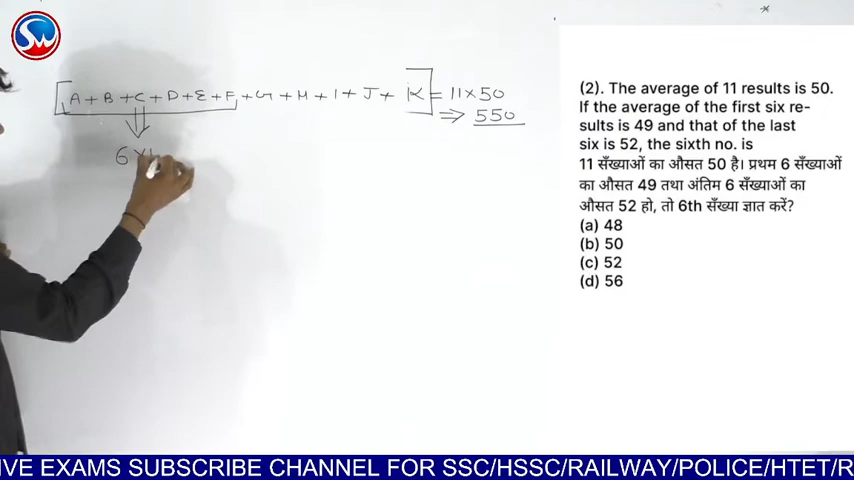 SW
A + B + C + D + E + F + G + H + I + J + K = 11 × 50
⇒ 550
6 ×
(2). The average of 11 results is 50.
If the average of the first six re-
sults is 49 and that of the last
six is 52, the sixth no. is
11 सँख्याओं का औसत 50 है। प्रथम 6 सँख्याओं
का औसत 49 तथा अंतिम 6 सँख्याओं का
औसत 52 हो, तो 6th सँख्या ज्ञात करें?
(a) 48
(b) 50
(c) 52
(d) 56
IVE EXAMS SUBSCRIBE CHANNEL FOR SSC/HSSC/RAILWAY/POLICE/HTET/R